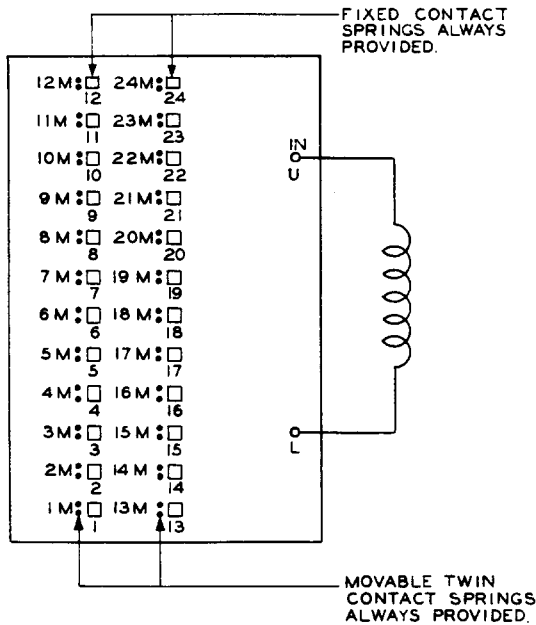 FIXED CONTACT
SPRINGS ALWAYS
PROVIDED.
12M 24M
12 24
11M 23M
11 23
10M 22M
10 22
IN
U
9M 21M
9 21
8M 20M
8 20
7M 19M
7 19
6M 18M
6 18
5M 17M
5 17
4M 16M
4 16
3M 15M
3 15
L
2M 14M
2 14
1M 13M
1 13
MOVABLE TWIN
CONTACT SPRINGS
ALWAYS PROVIDED.